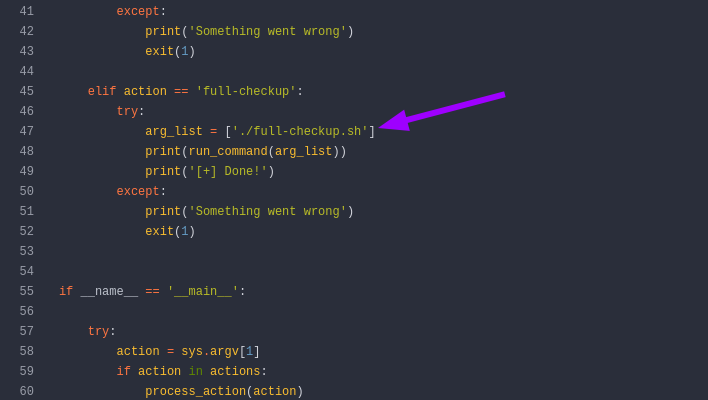 41             except:
42                 print('Something went wrong')
43                 exit(1)
44
45         elif action == 'full-checkup':
46             try:
47                 arg_list = ['./full-checkup.sh']
48                 print(run_command(arg_list))
49                 print('[+] Done!')
50             except:
51                 print('Something went wrong')
52                 exit(1)
53
54
55     if __name__ == '__main__':
56
57         try:
58             action = sys.argv[1]
59             if action in actions:
60                 process_action(action)